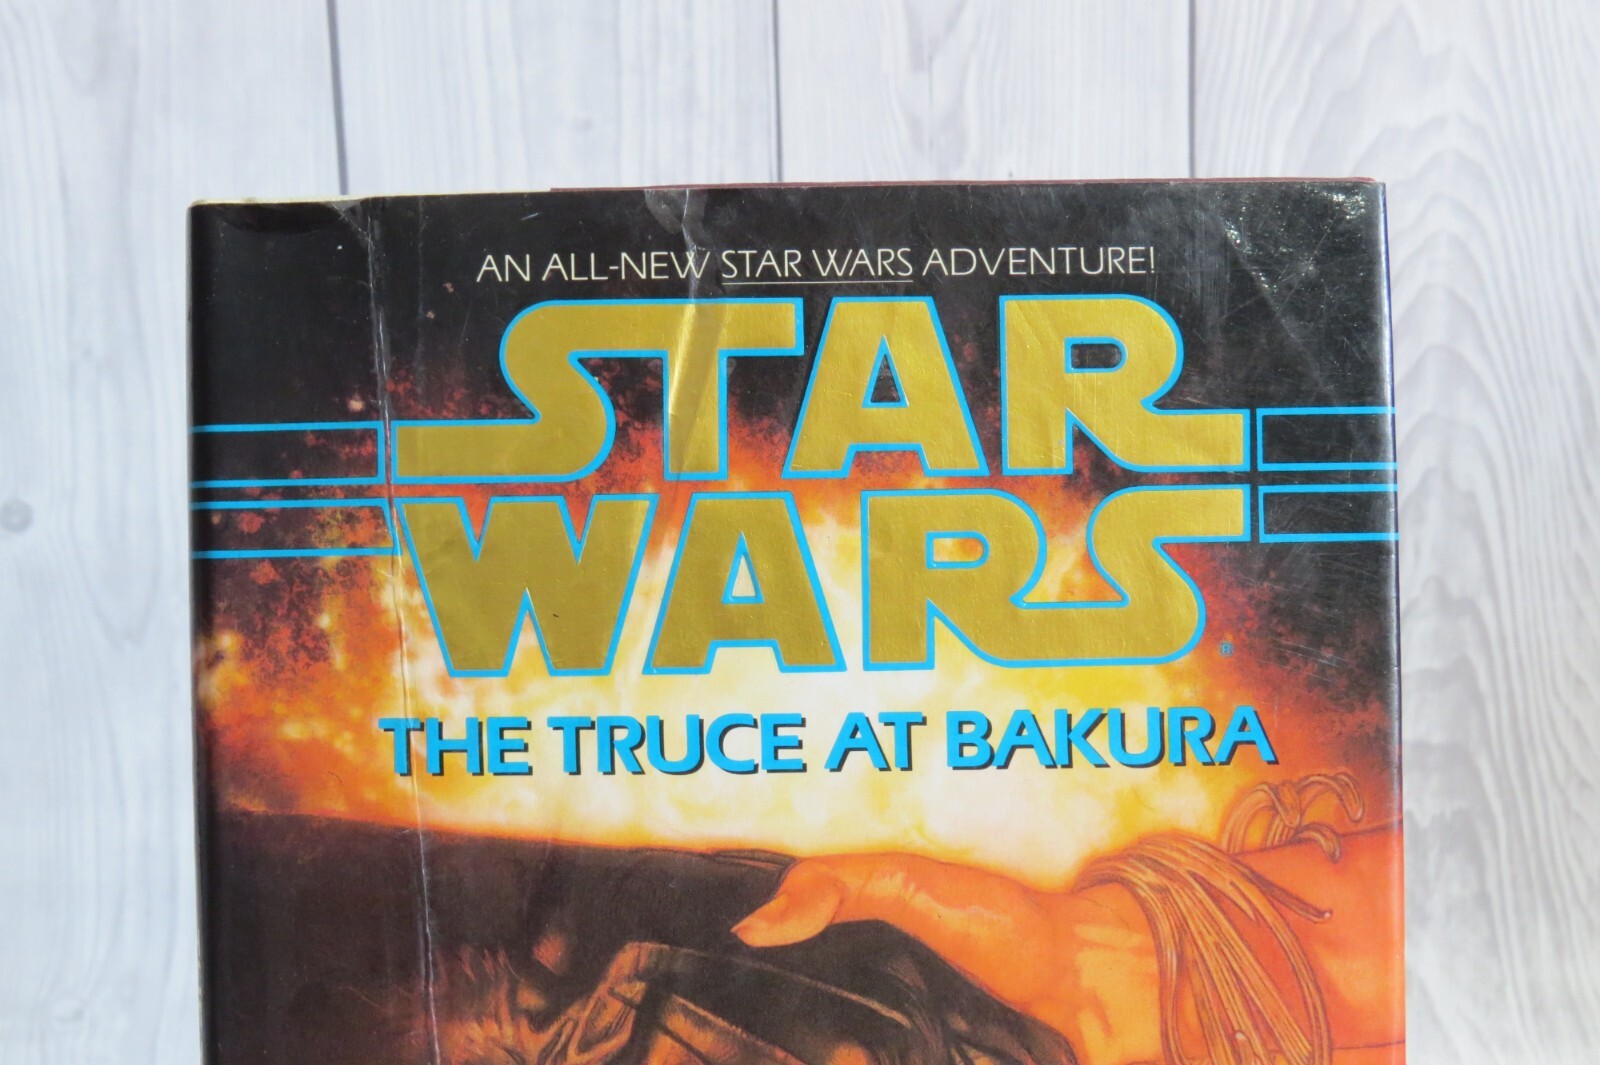 AN ALL-NEW STAR WARS ADVENTURE!
STAR
WARS®
THE TRUCE AT BAKURA